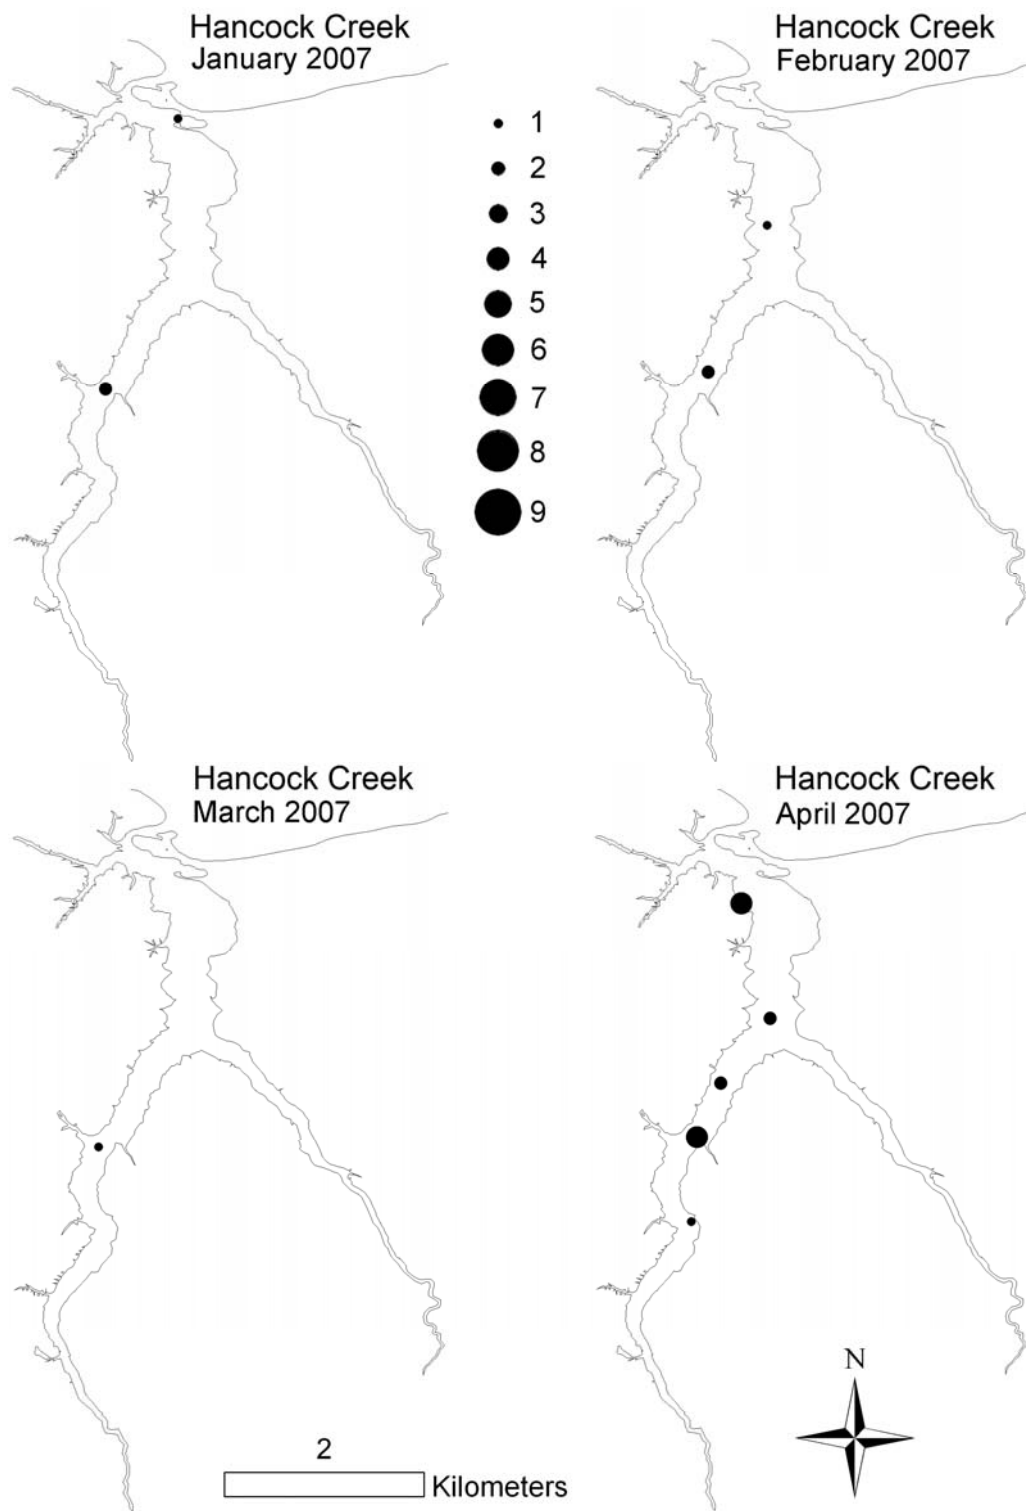 Hancock Creek
January 2007
Hancock Creek
February 2007
1
2
3
4
5
6
7
8
9
Hancock Creek
March 2007
Hancock Creek
April 2007
N
2
Kilometers